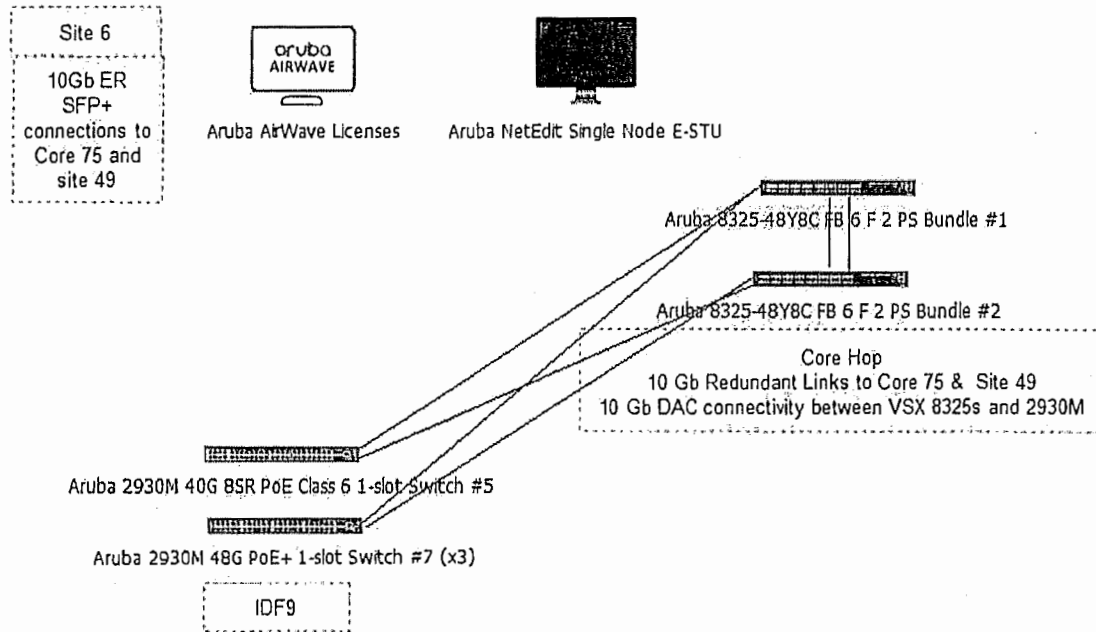 Site 6
10Gb ER
SFP+
connections to
Core 75 and
site 49
aruba
AIRWAVE
Aruba AirWave Licenses
Aruba NetEdit Single Node E-STU
Aruba 8325-48Y8C FB 6 F 2 PS Bundle #1
Aruba 8325-48Y8C FB 6 F 2 PS Bundle #2
Core Hop
10 Gb Redundant Links to Core 75 & Site 49
10 Gb DAC connectivity between VSX 8325s and 2930M
Aruba 2930M 40G 8SR PoE Class 6 1-slot Switch #5
Aruba 2930M 48G PoE+ 1-slot Switch #7 (x3)
IDF9